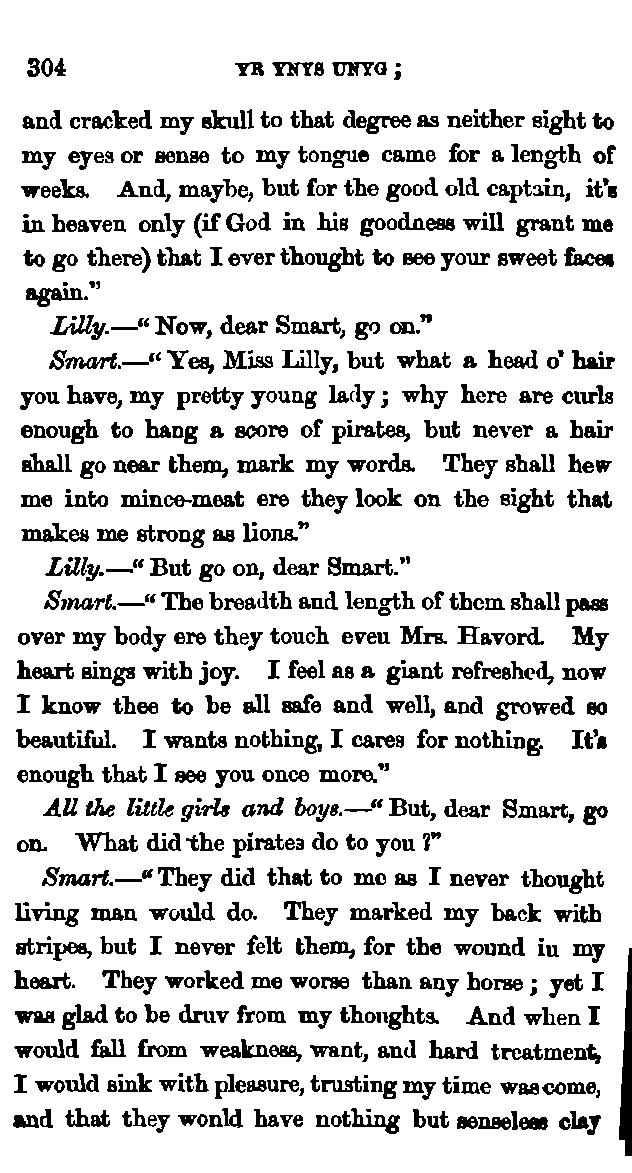 304 YR YNYS UNYG ;
and cracked my skull to that degree as neither sight to
my eyes or sense to my tongue came for a length of
weeks. And, maybe, but for the good old captain, it's
in heaven only (if God in his goodness will grant me
to go there) that I ever thought to see your sweet faces
again."
Lilly.—"Now, dear Smart, go on."
Smart.—"Yes, Miss Lilly, but what a head o' hair
you have, my pretty young lady ; why here are curls
enough to hang a score of pirates, but never a hair
shall go near them, mark my words. They shall hew
me into mince-meat ere they look on the sight that
makes me strong as lions."
Lilly.—"But go on, dear Smart."
Smart.—"The breadth and length of them shall pass
over my body ere they touch eveu Mrs. Havord. My
heart sings with joy. I feel as a giant refreshed, now
I know thee to be all safe and well, and growed so
beautiful. I wants nothing, I cares for nothing. It's
enough that I see you once more."
All the little girls and boys.—"But, dear Smart, go
on. What did the pirates do to you ?"
Smart.—"They did that to me as I never thought
living man would do. They marked my back with
stripes, but I never felt them, for the wound iu my
heart. They worked me worse than any horse ; yet I
was glad to be druv from my thoughts. And when I
would fall from weakness, want, and hard treatment,
I would sink with pleasure, trusting my time was come,
and that they wonld have nothing but senseless clay